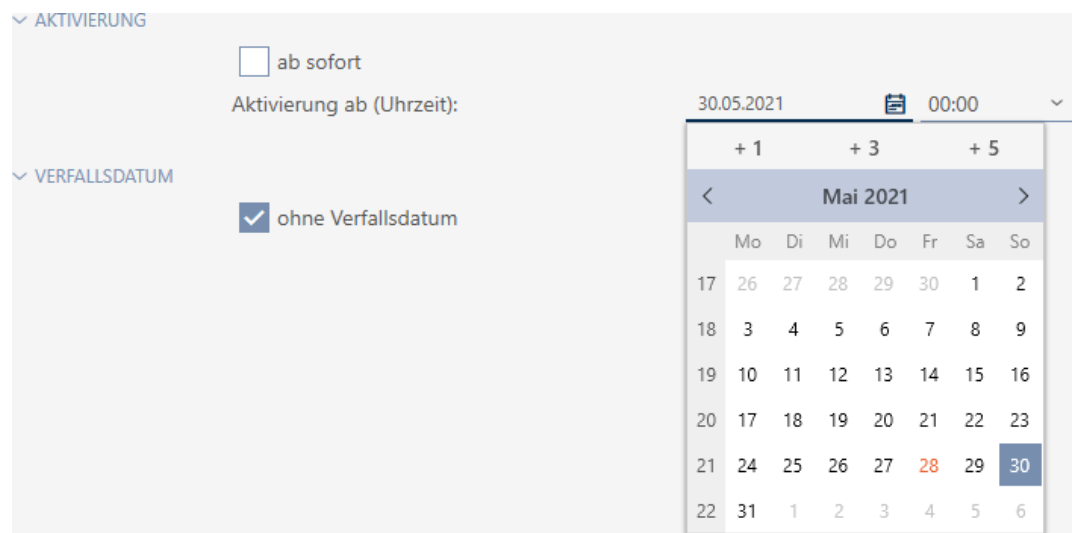 AKTIVIERUNG
ab sofort
Aktivierung ab (Uhrzeit): 30.05.2021 00:00
+ 1 + 3 + 5
VERFALLSDATUM
Mai 2021
ohne Verfallsdatum
Mo Di Mi Do Fr Sa So
17 26 27 28 29 30 1 2
18 3 4 5 6 7 8 9
19 10 11 12 13 14 15 16
20 17 18 19 20 21 22 23
21 24 25 26 27 28 29 30
22 31 1 2 3 4 5 6